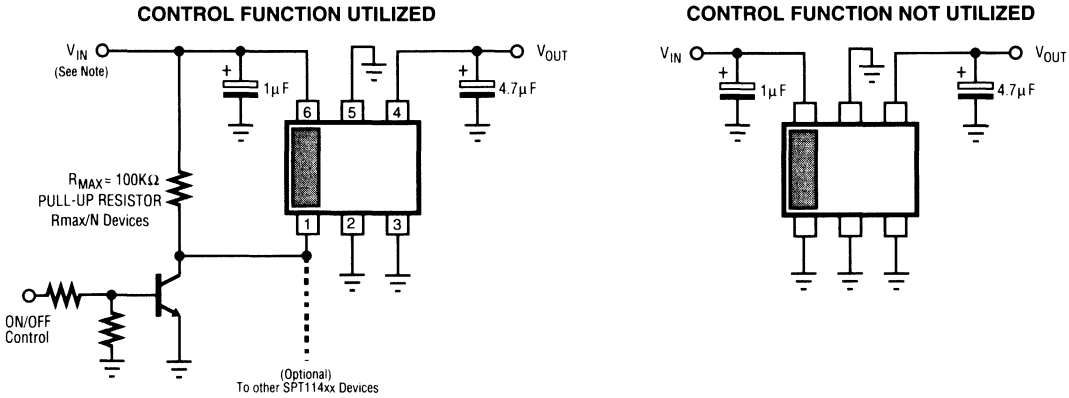 CONTROL FUNCTION UTILIZED
VIN
(See Note)
+
1µF
6
5
4
+
4.7µF
VOUT
RMAX = 100KΩ
PULL-UP RESISTOR
Rmax/N Devices
1
2
3
ON/OFF
Control
(Optional)
To other SPT114xx Devices
CONTROL FUNCTION NOT UTILIZED
VIN
+
1µF
+
4.7µF
VOUT